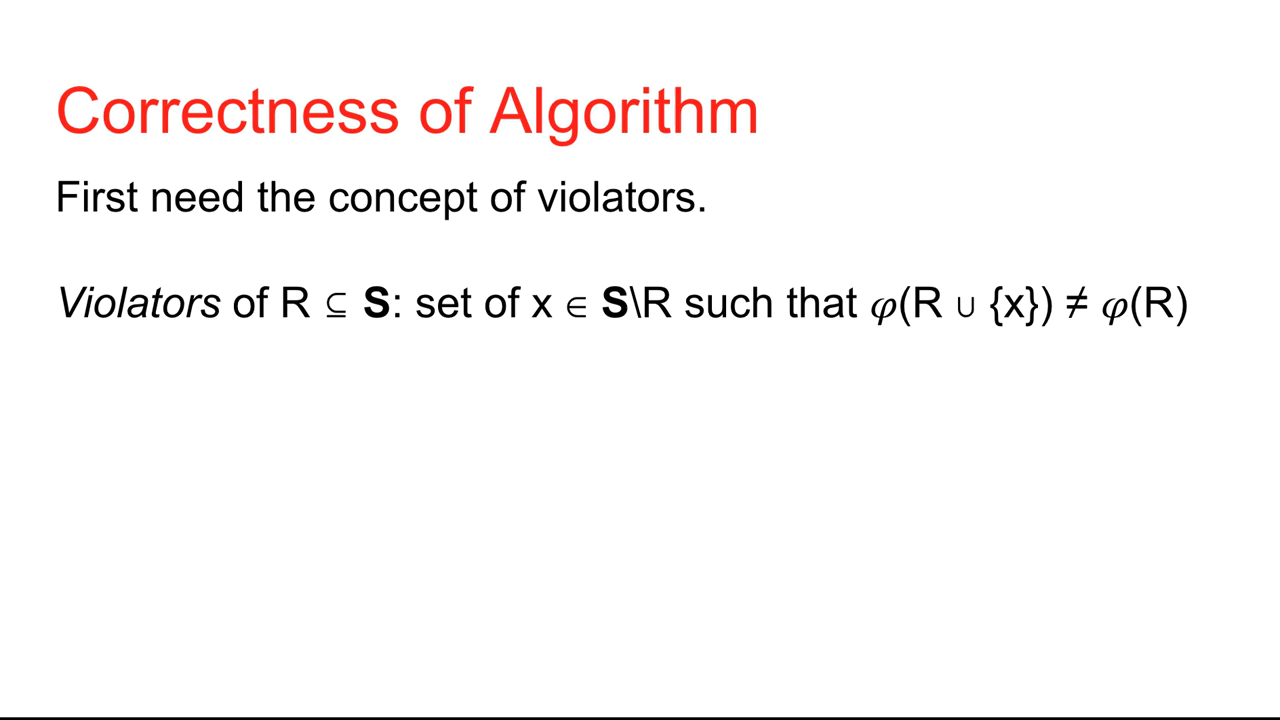 Correctness of Algorithm
First need the concept of violators.
Violators of R ⊆ S: set of x ∈ S\R such that 𝜑(R ∪ {x}) ≠ 𝜑(R)